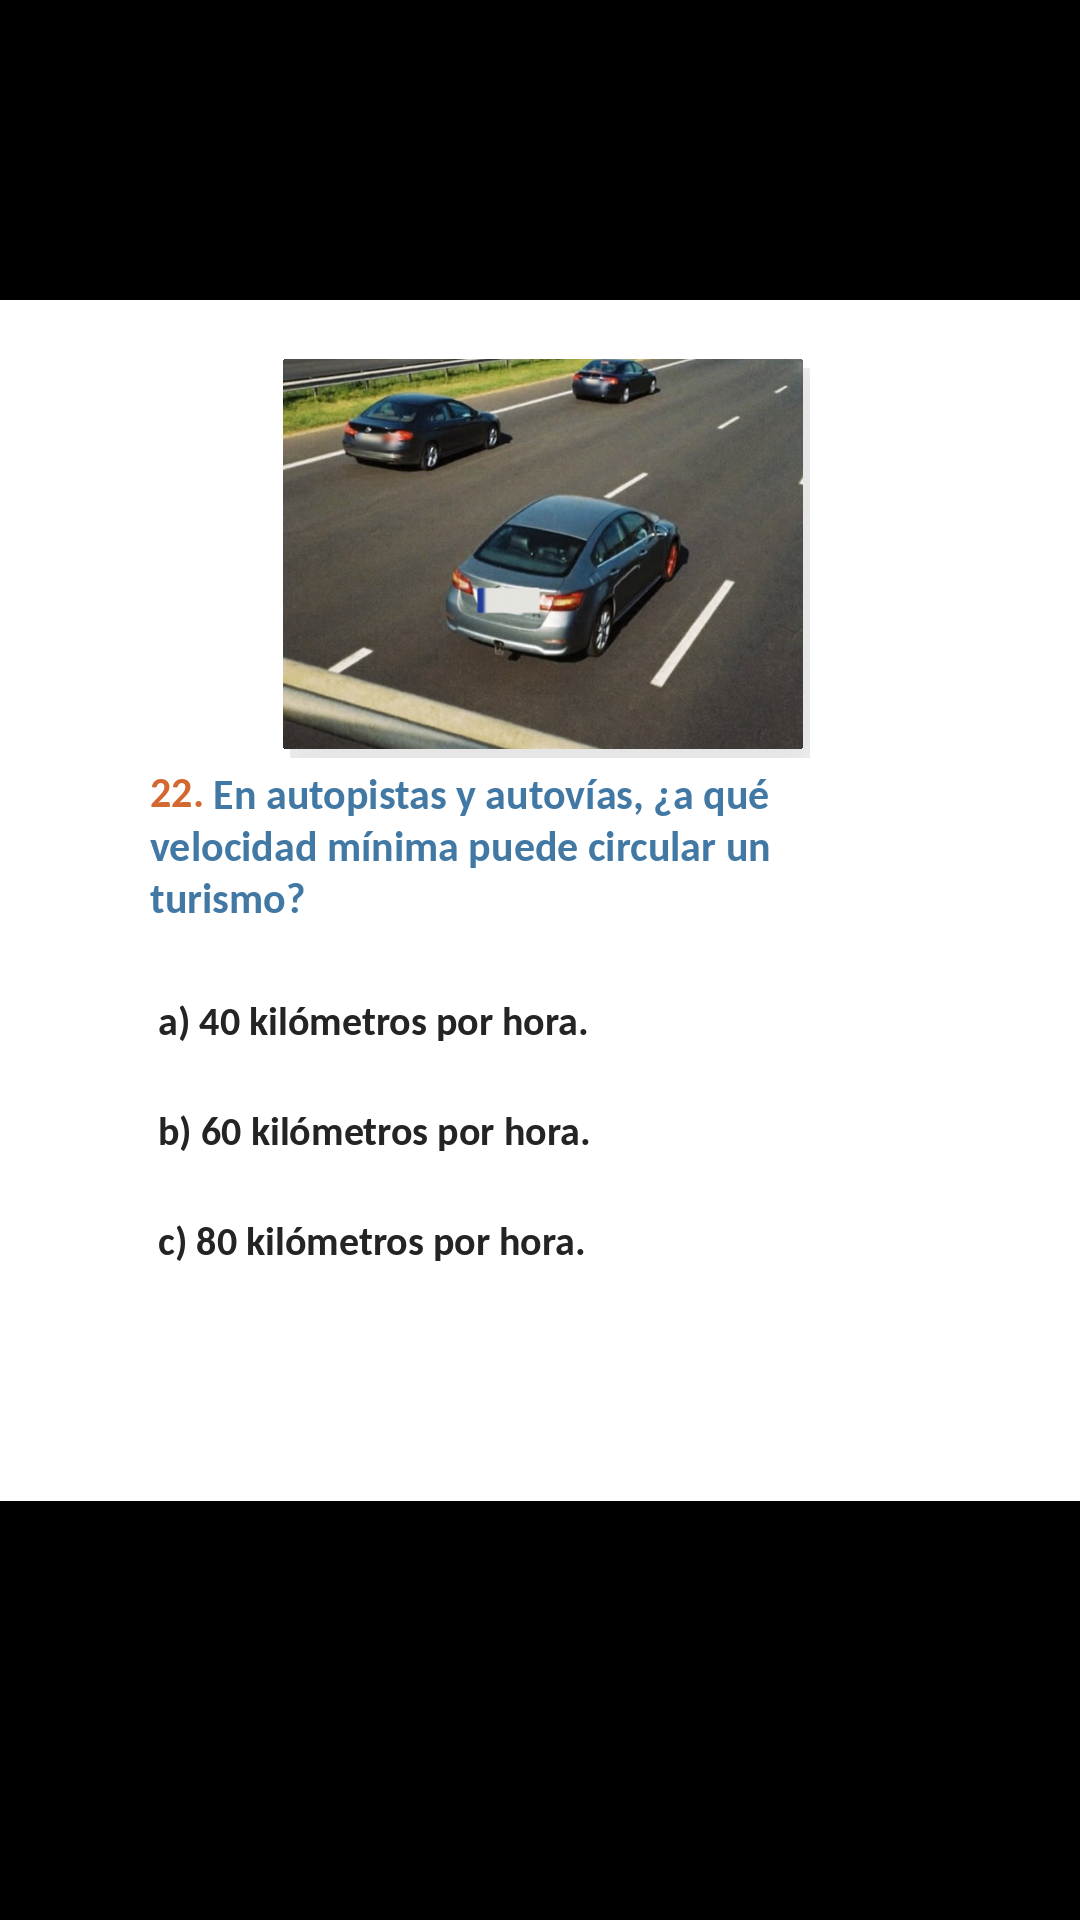 22. En autopistas y autovías, ¿a qué
velocidad mínima puede circular un
turismo?
a) 40 kilómetros por hora.
b) 60 kilómetros por hora.
c) 80 kilómetros por hora.